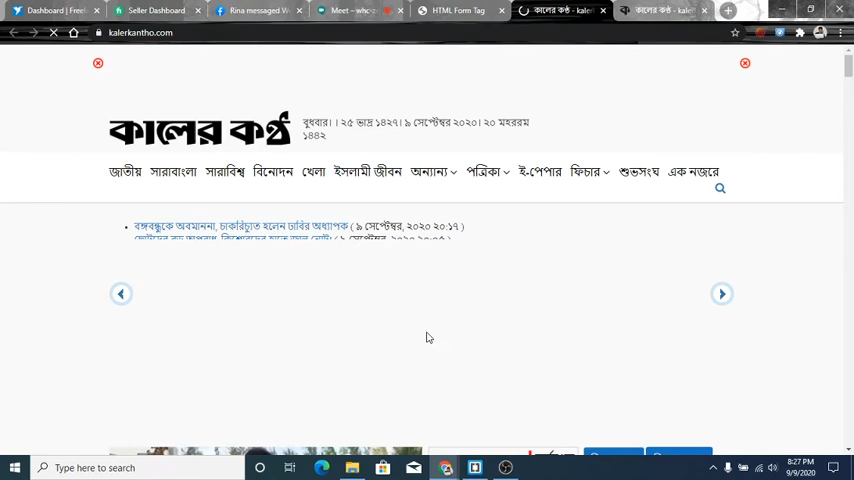 Dashboard | Freel
Seller Dashboard
Rina messaged
Meet – who-
HTML Form Tag
কালের কণ্ঠ - kaler
কালের কণ্ঠ - kaler
kalerkantho.com
কালের কণ্ঠ
বুধবার।। ২৫ ভাদ্র ১৪২৭। ৯ সেপ্টেম্বর ২০২০। ২০ মহররম
১৪৪২
জাতীয় সারাবাংলা সারাবিশ্ব বিনোদন খেলা ইসলামী জীবন অন্যান্য পত্রিকা ই-পেপার ফিচার শুভসংঘ এক নজরে
বঙ্গবন্ধুকে অবমাননা, চাকরিচ্যুত হলেন ঢাবির অধ্যাপক ( ৯ সেপ্টেম্বর, ২০২০ ২০:১৭ )
Type here to search
8:27 PM
9/9/2020